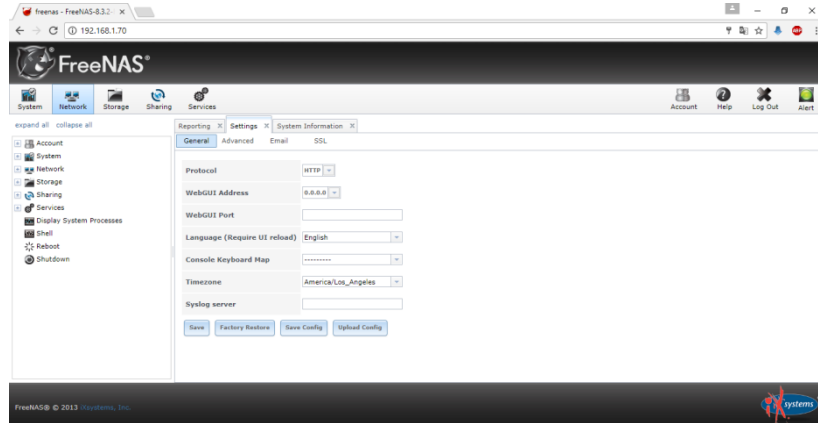 freenas - FreeNAS-8.3.2-
192.168.1.70
FreeNAS®
System Network Storage Sharing Services Account Help Log Out Alert
expand all collapse all
Reporting Settings System Information
General Advanced Email SSL
Account
System
Network
Storage
Sharing
Services
Display System Processes
Shell
Reboot
Shutdown
Protocol HTTP
WebGUI Address 0.0.0.0
WebGUI Port
Language (Require UI reload) English
Console Keyboard Map ---------
Timezone America/Los_Angeles
Syslog server
Save Factory Restore Save Config Upload Config
FreeNAS® © 2013 iXsystems, Inc.
iX systems